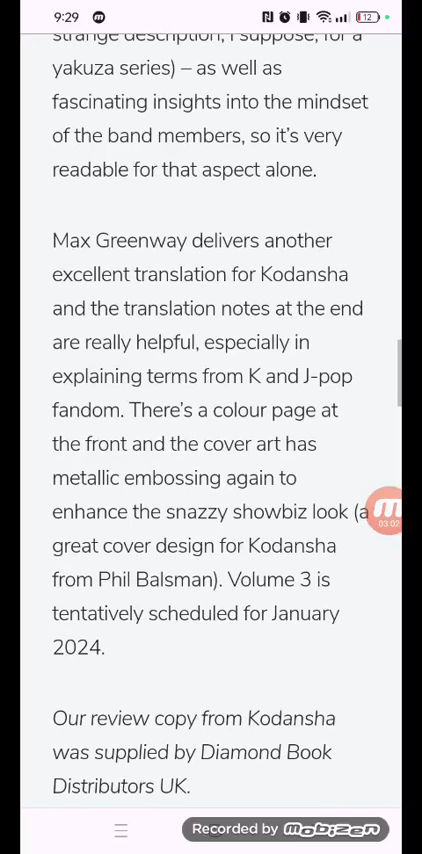 9:29
12
strange description, I suppose, for a
yakuza series) – as well as
fascinating insights into the mindset
of the band members, so it’s very
readable for that aspect alone.
Max Greenway delivers another
excellent translation for Kodansha
and the translation notes at the end
are really helpful, especially in
explaining terms from K and J-pop
fandom. There’s a colour page at
the front and the cover art has
metallic embossing again to
enhance the snazzy showbiz look (a
03:02
great cover design for Kodansha
from Phil Balsman). Volume 3 is
tentatively scheduled for January
2024.
Our review copy from Kodansha
was supplied by Diamond Book
Distributors UK.
Recorded by mobizen